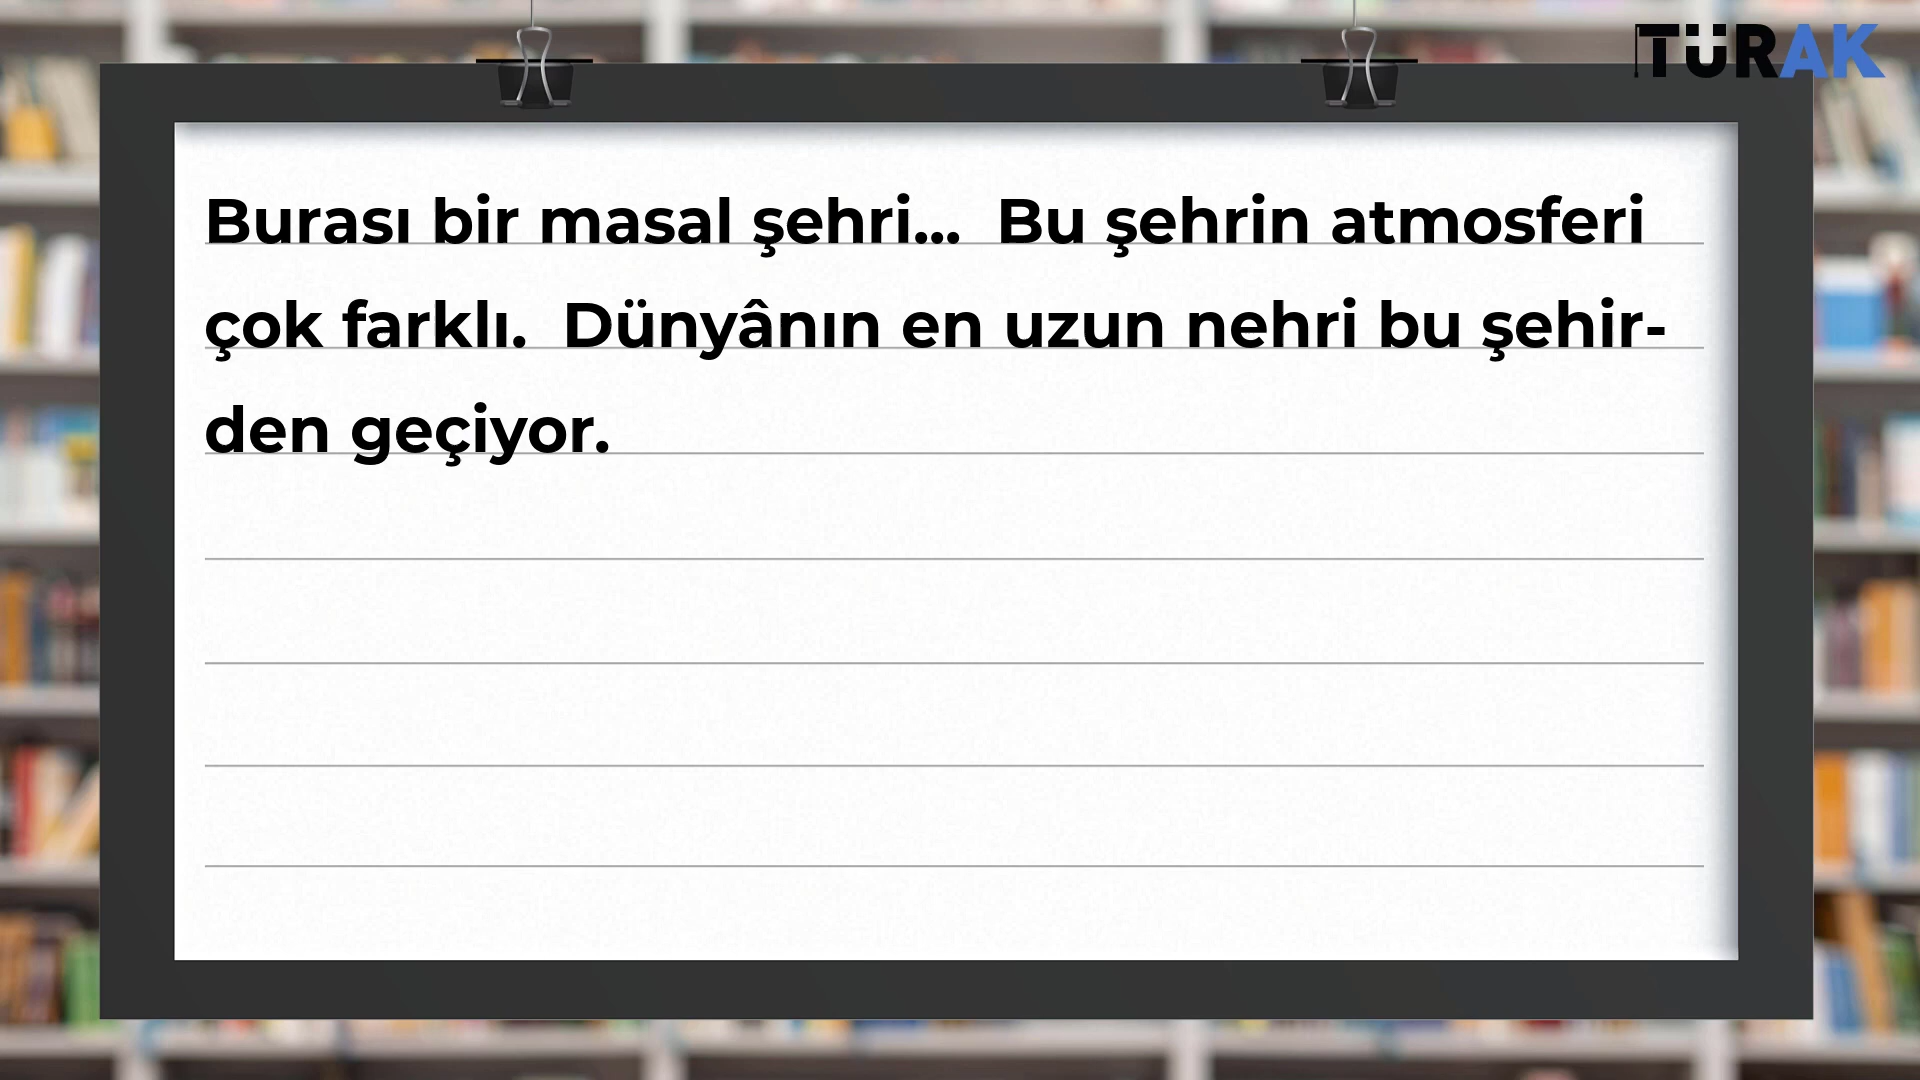 TÜRAK
Burası bir masal şehri... Bu şehrin atmosferi
çok farklı. Dünyânın en uzun nehri bu şehir-
den geçiyor.